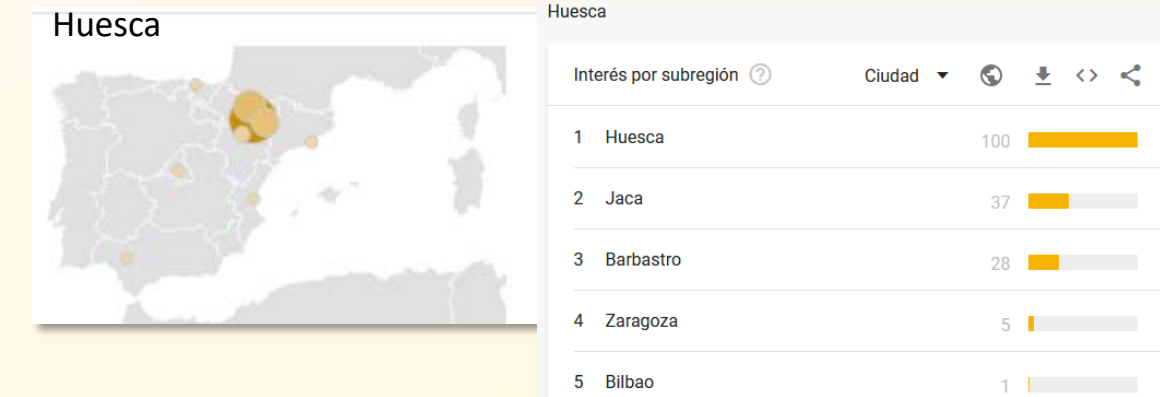 Huesca
Huesca
Interés por subregión ?
Ciudad
1 Huesca 100
2 Jaca 37
3 Barbastro 28
4 Zaragoza 5
5 Bilbao 1